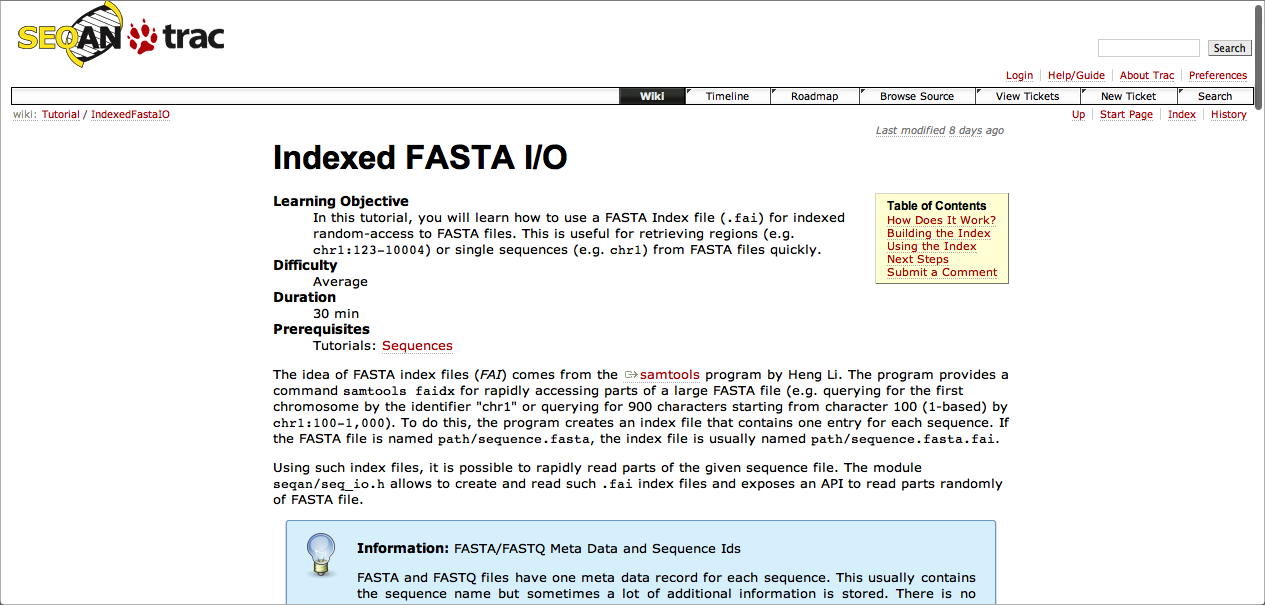 SEQAN trac
Search
Login Help/Guide About Trac Preferences
Wiki Timeline Roadmap Browse Source View Tickets New Ticket Search
wiki: Tutorial / IndexedFastaIO
Up Start Page Index History
Last modified 8 days ago
Indexed FASTA I/O
Learning Objective
In this tutorial, you will learn how to use a FASTA Index file (.fai) for indexed
random-access to FASTA files. This is useful for retrieving regions (e.g.
chr1:123-10004) or single sequences (e.g. chr1) from FASTA files quickly.
Difficulty
Average
Duration
30 min
Prerequisites
Tutorials: Sequences
Table of Contents
How Does It Work?
Building the Index
Using the Index
Next Steps
Submit a Comment
The idea of FASTA index files (FAI) comes from the samtools program by Heng Li. The program provides a
command samtools faidx for rapidly accessing parts of a large FASTA file (e.g. querying for the first
chromosome by the identifier "chr1" or querying for 900 characters starting from character 100 (1-based) by
chr1:100-1,000). To do this, the program creates an index file that contains one entry for each sequence. If
the FASTA file is named path/sequence.fasta, the index file is usually named path/sequence.fasta.fai.
Using such index files, it is possible to rapidly read parts of the given sequence file. The module
seqan/seq_io.h allows to create and read such .fai index files and exposes an API to read parts randomly
of FASTA file.
Information: FASTA/FASTQ Meta Data and Sequence Ids
FASTA and FASTQ files have one meta data record for each sequence. This usually contains
the sequence name but sometimes a lot of additional information is stored. There is no